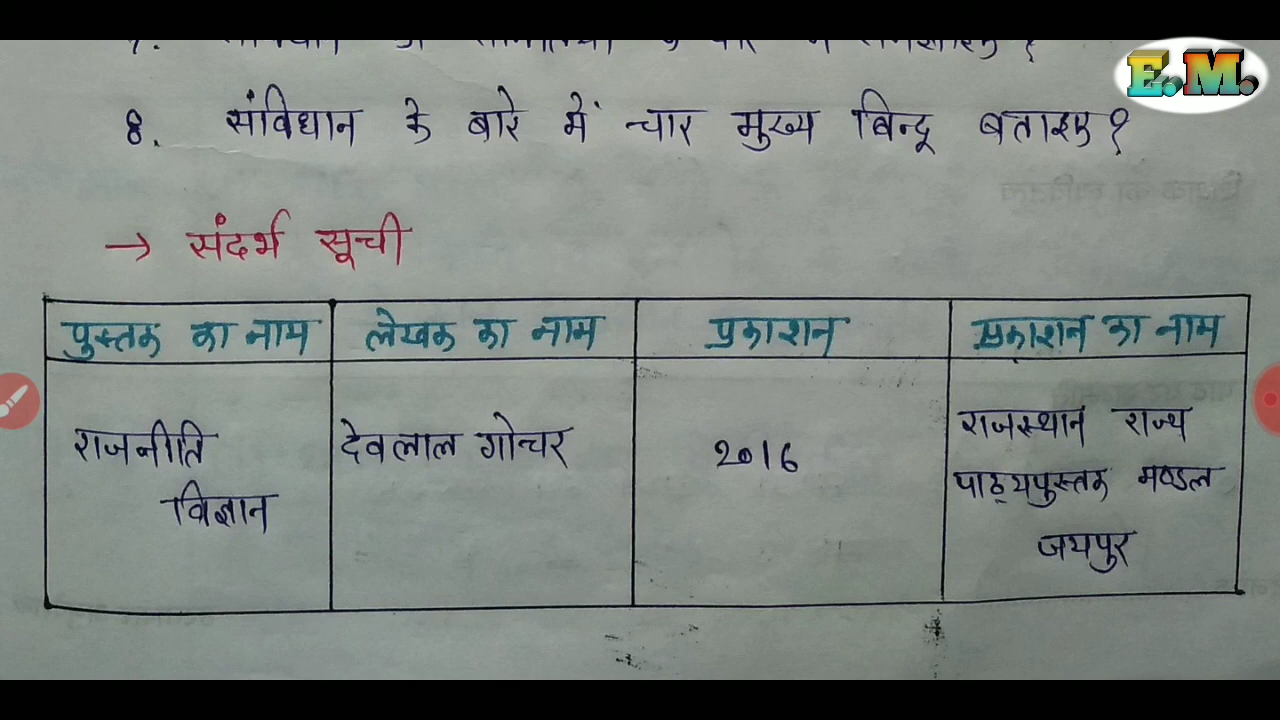 E.M.
8. संविधान के बारे में चार मुख्य बिन्दू बताइए?
→ संदर्भ सूची
पुस्तक का नाम लेखक का नाम प्रकाशन प्रकाशन का नाम
राजनीति विज्ञान देवलाल गोचर 2016 राजस्थान राज्य
पाठ्यपुस्तक मण्डल
जयपुर